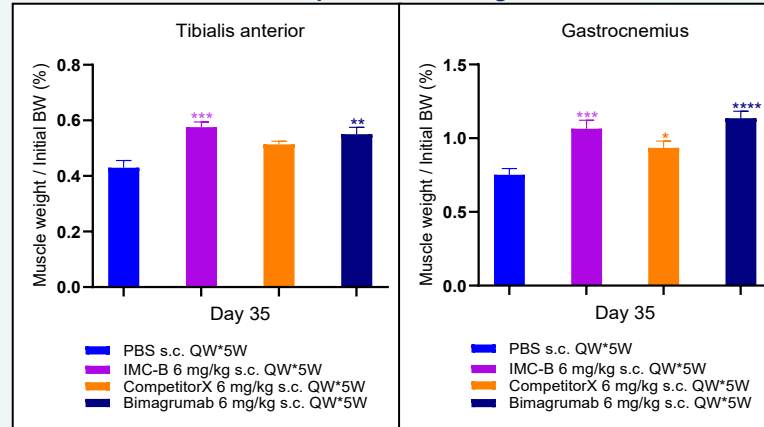 Tibialis anterior
Muscle weight / Initial BW (%)
0.8
0.6
0.4
0.2
0.0
***
**
Day 35
PBS s.c. QW*5W
IMC-B 6 mg/kg s.c. QW*5W
CompetitorX 6 mg/kg s.c. QW*5W
Bimagrumab 6 mg/kg s.c. QW*5W
Gastrocnemius
Muscle weight / Initial BW (%)
1.5
1.0
0.5
0.0
***
*
****
Day 35
PBS s.c. QW*5W
IMC-B 6 mg/kg s.c. QW*5W
CompetitorX 6 mg/kg s.c. QW*5W
Bimagrumab 6 mg/kg s.c. QW*5W